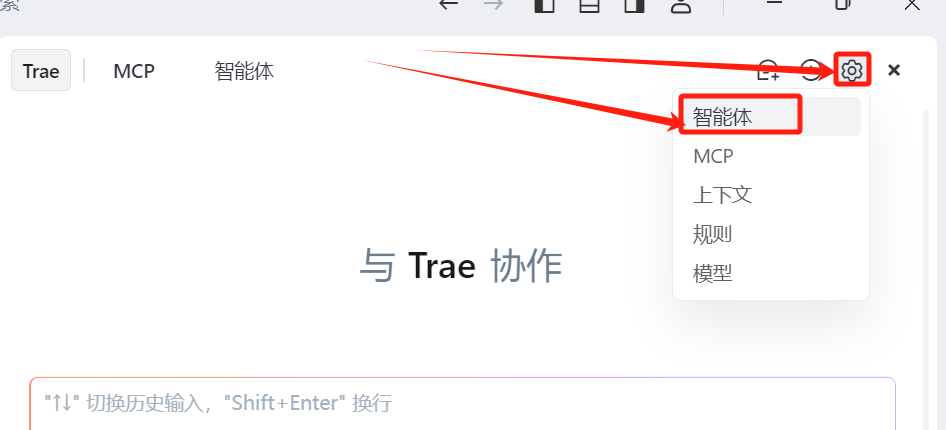 索
Trae MCP 智能体
智能体
MCP
上下文
规则
模型
与 Trae 协作
"↑↓" 切换历史输入，"Shift+Enter" 换行